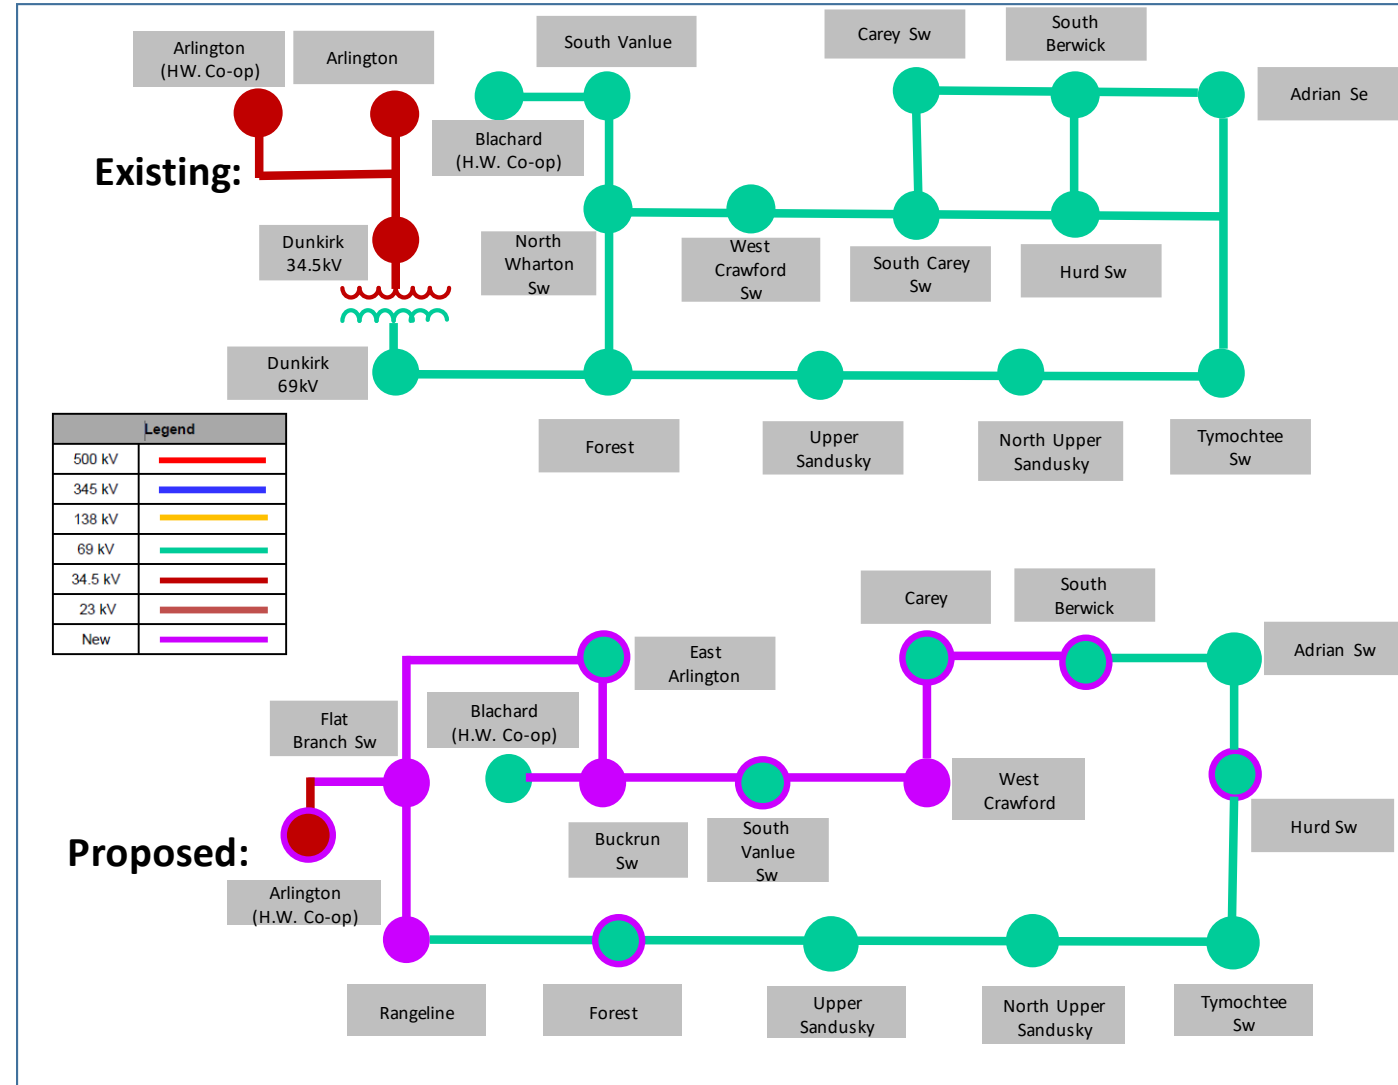 Arlington
(HW. Co-op)
Arlington
South Vanlue
Carey Sw
South
Berwick
Adrian Se
Blachard
(H.W. Co-op)
Existing:
Dunkirk
34.5kV
North
Wharton
Sw
West
Crawford
Sw
South Carey
Sw
Hurd Sw
Dunkirk
69kV
Forest
Upper
Sandusky
North Upper
Sandusky
Tymochtee
Sw
Legend
500 kV
345 kV
138 kV
69 kV
34.5 kV
23 kV
New
Carey
South
Berwick
Adrian Sw
East
Arlington
Flat
Branch Sw
Blachard
(H.W. Co-op)
West
Crawford
Hurd Sw
Buckrun
Sw
South
Vanlue
Sw
Proposed:
Arlington
(H.W. Co-op)
Rangeline
Forest
Upper
Sandusky
North Upper
Sandusky
Tymochtee
Sw